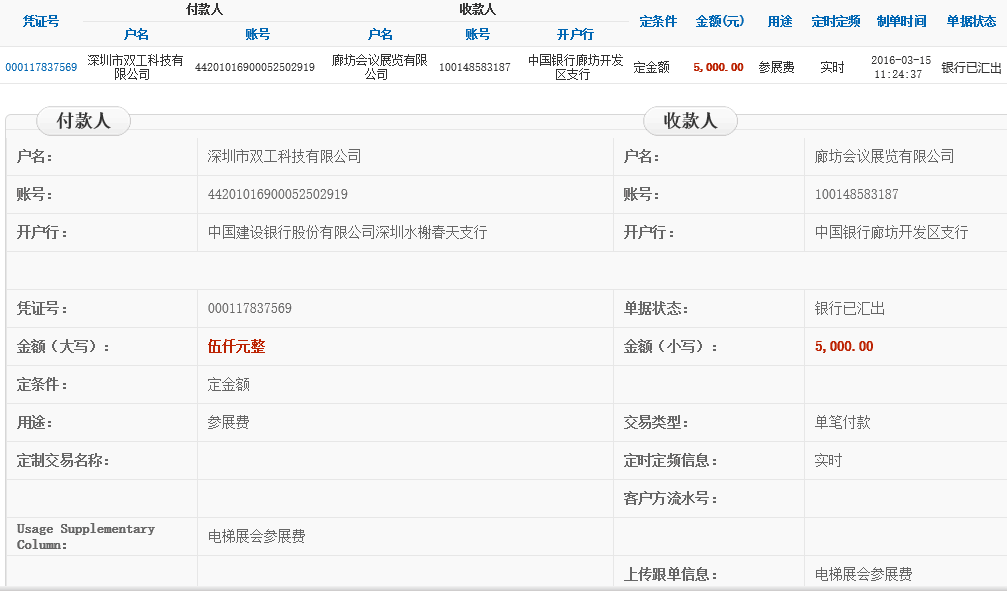 凭证号 付款人 收款人 定条件 金额(元) 用途 定时定频 制单时间 单据状态
户名 账号 户名 账号 开户行
000117837569 深圳市双工科技有限公司 44201016900052502919 廊坊会议展览有限公司 100148583187 中国银行廊坊开发区支行 定金额 5,000.00 参展费 实时 2016-03-15 11:24:37 银行已汇出
付款人 收款人
户名: 深圳市双工科技有限公司 户名: 廊坊会议展览有限公司
账号: 44201016900052502919 账号: 100148583187
开户行: 中国建设银行股份有限公司深圳水榭春天支行 开户行: 中国银行廊坊开发区支行
凭证号: 000117837569 单据状态: 银行已汇出
金额(大写): 伍仟元整 金额(小写): 5,000.00
定条件: 定金额
用途: 参展费 交易类型: 单笔付款
定制交易名称: 定时定频信息: 实时
客户方流水号:
Usage Supplementary
Column: 电梯展会参展费
上传跟单信息: 电梯展会参展费